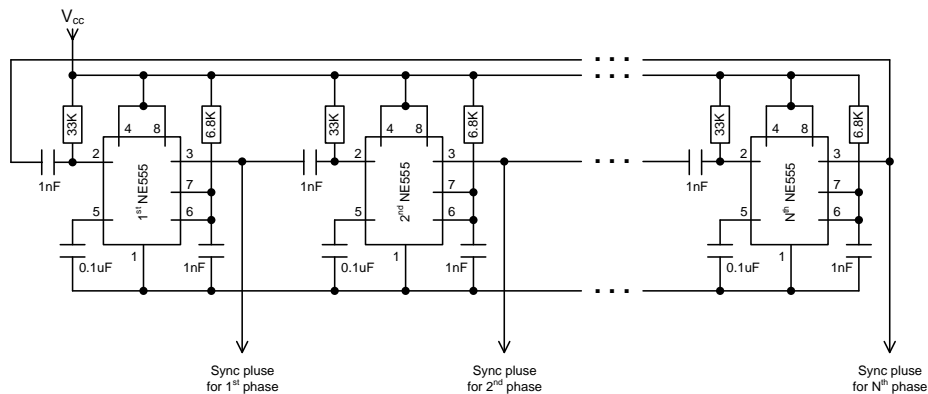 Vcc
• • •
• • •
33K
4 8
6.8K
33K
4 8
6.8K
33K
4 8
6.8K
2
3
2
3
• • •
2
3
1nF
1st NE555
1nF
2nd NE555
1nF
Nth NE555
7
7
7
5
6
5
6
5
6
0.1uF
1
1nF
0.1uF
1
1nF
0.1uF
1
1nF
• • •
Sync pluse
for 1st phase
Sync pluse
for 2nd phase
Sync pluse
for Nth phase